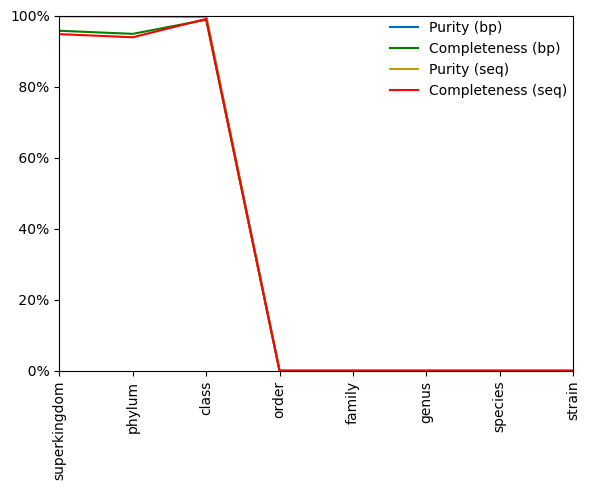 100%
80%
60%
40%
20%
0%
Purity (bp)
Completeness (bp)
Purity (seq)
Completeness (seq)
superkingdom
phylum
class
order
family
genus
species
strain